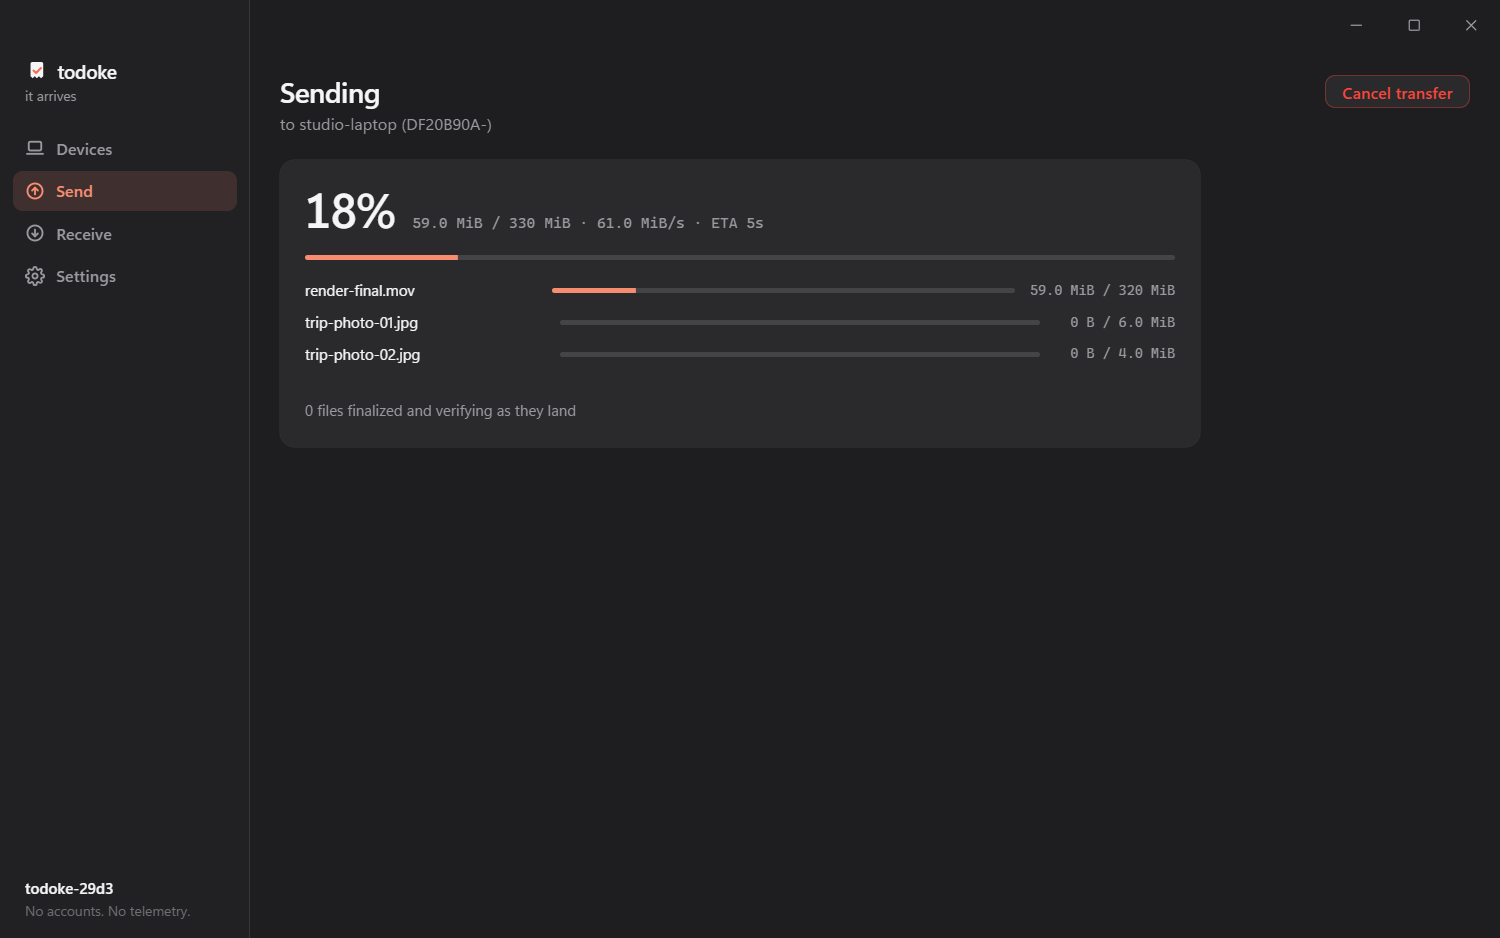 todoke
it arrives
Devices
Send
Receive
Settings
todoke-29d3
No accounts. No telemetry.
Sending
to studio-laptop (DF20B90A-)
Cancel transfer
18% 59.0 MiB / 330 MiB · 61.0 MiB/s · ETA 5s
render-final.mov 59.0 MiB / 320 MiB
trip-photo-01.jpg 0 B / 6.0 MiB
trip-photo-02.jpg 0 B / 4.0 MiB
0 files finalized and verifying as they land